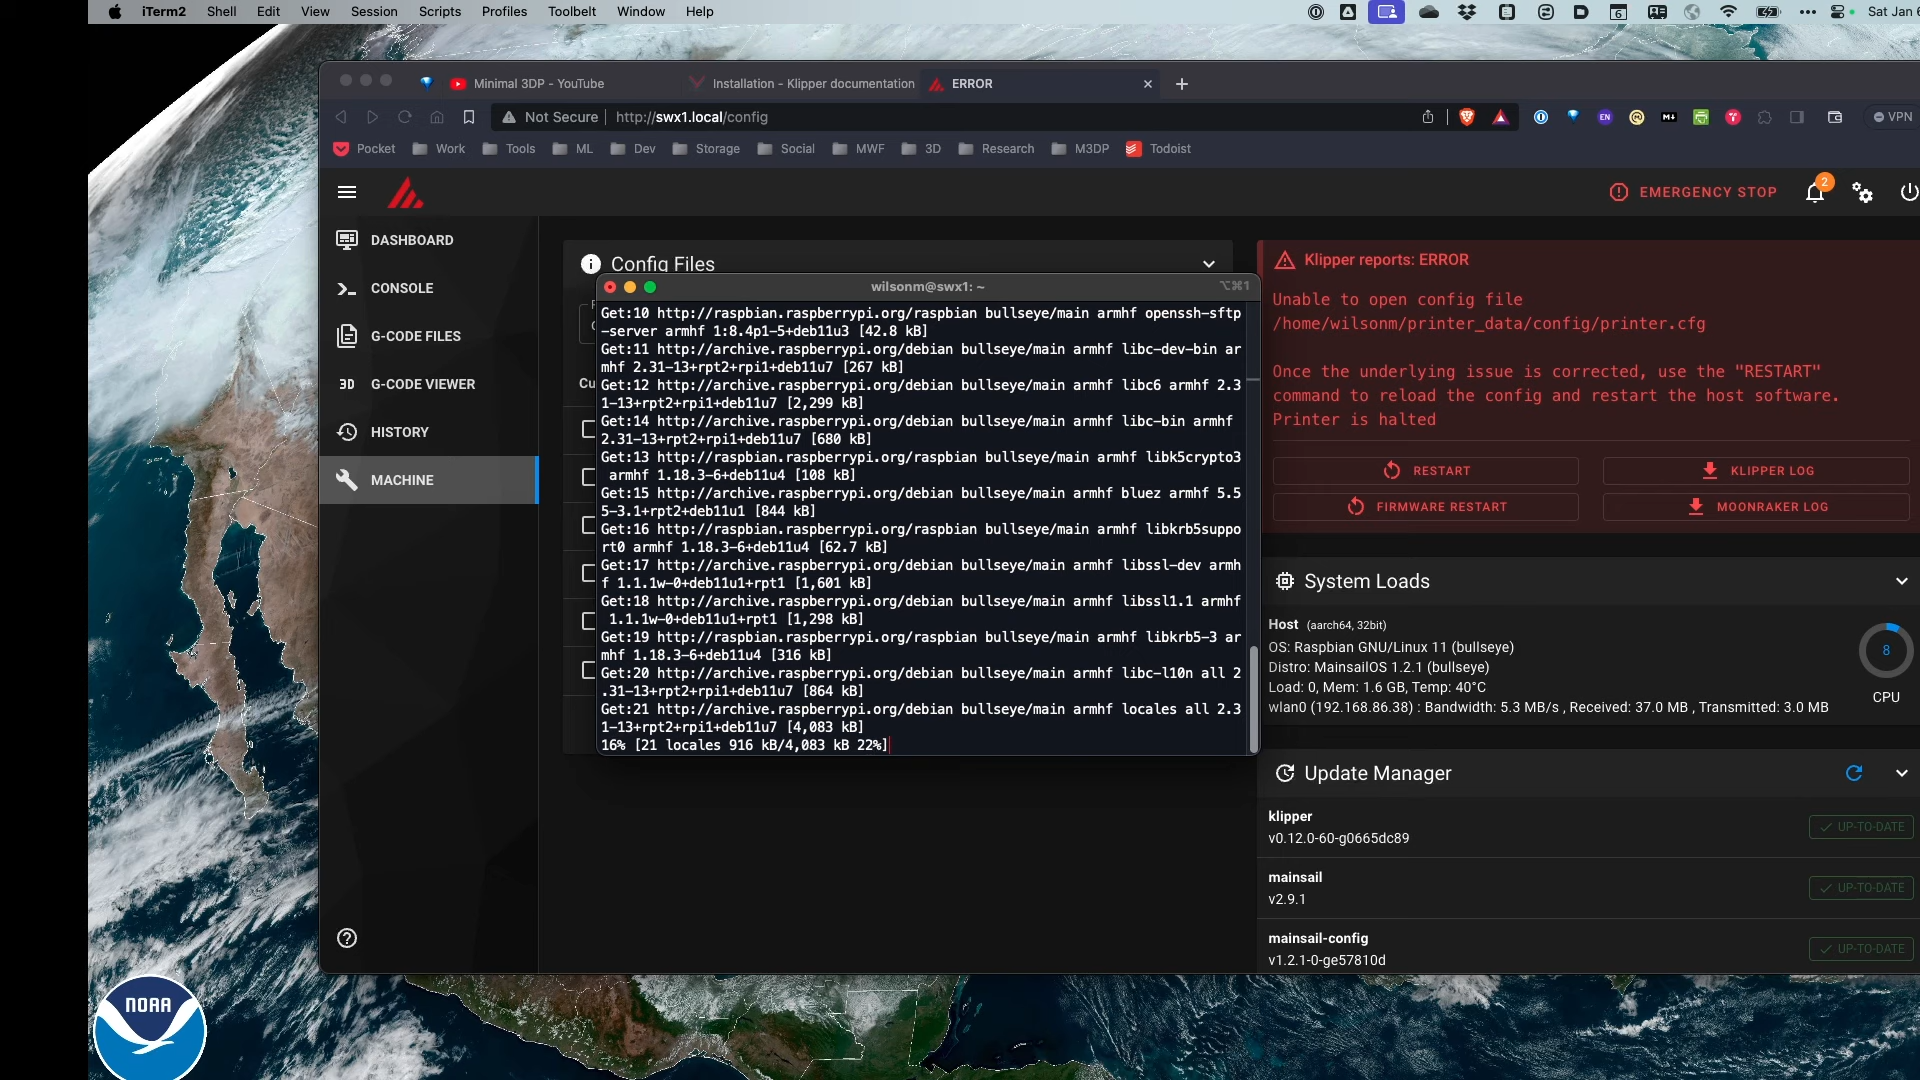 iTerm2 Shell Edit View Session Scripts Profiles Toolbelt Window Help
6
Sat Jan
Minimal 3DP - YouTube
Installation - Klipper documentation
ERROR
Not Secure
http://swx1.local/config
EN
VPN
Pocket
Work
Tools
ML
Dev
Storage
Social
MWF
3D
Research
M3DP
Todoist
EMERGENCY STOP
2
DASHBOARD
CONSOLE
G-CODE FILES
3D G-CODE VIEWER
HISTORY
MACHINE
Config Files
Cu
wilsonm@swx1: ~
⌥⌘1
Get:10 http://raspbian.raspberrypi.org/raspbian bullseye/main armhf openssh-sftp
-server armhf 1:8.4p1-5+deb11u3 [42.8 kB]
Get:11 http://archive.raspberrypi.org/debian bullseye/main armhf libc-dev-bin ar
mhf 2.31-13+rpt2+rpi1+deb11u7 [267 kB]
Get:12 http://archive.raspberrypi.org/debian bullseye/main armhf libc6 armhf 2.3
1-13+rpt2+rpi1+deb11u7 [2,299 kB]
Get:14 http://archive.raspberrypi.org/debian bullseye/main armhf libc-bin armhf
2.31-13+rpt2+rpi1+deb11u7 [680 kB]
Get:13 http://raspbian.raspberrypi.org/raspbian bullseye/main armhf libk5crypto3
armhf 1.18.3-6+deb11u4 [108 kB]
Get:15 http://archive.raspberrypi.org/debian bullseye/main armhf bluez armhf 5.5
5-3.1+rpt2+deb11u1 [844 kB]
Get:16 http://raspbian.raspberrypi.org/raspbian bullseye/main armhf libkrb5suppo
rt0 armhf 1.18.3-6+deb11u4 [62.7 kB]
Get:17 http://archive.raspberrypi.org/debian bullseye/main armhf libssl-dev armh
f 1.1.1w-0+deb11u1+rpt1 [1,601 kB]
Get:18 http://archive.raspberrypi.org/debian bullseye/main armhf libssl1.1 armhf
1.1.1w-0+deb11u1+rpt1 [1,298 kB]
Get:19 http://raspbian.raspberrypi.org/raspbian bullseye/main armhf libkrb5-3 ar
mhf 1.18.3-6+deb11u4 [316 kB]
Get:20 http://archive.raspberrypi.org/debian bullseye/main armhf libc-l10n all 2
.31-13+rpt2+rpi1+deb11u7 [864 kB]
Get:21 http://archive.raspberrypi.org/debian bullseye/main armhf locales all 2.3
1-13+rpt2+rpi1+deb11u7 [4,083 kB]
16% [21 locales 916 kB/4,083 kB 22%]
Klipper reports: ERROR
Unable to open config file
/home/wilsonm/printer_data/config/printer.cfg
Once the underlying issue is corrected, use the "RESTART"
command to reload the config and restart the host software.
Printer is halted
RESTART
KLIPPER LOG
FIRMWARE RESTART
MOONRAKER LOG
System Loads
Host (aarch64, 32bit)
OS: Raspbian GNU/Linux 11 (bullseye)
Distro: MainsailOS 1.2.1 (bullseye)
Load: 0, Mem: 1.6 GB, Temp: 40°C
wlan0 (192.168.86.38) : Bandwidth: 5.3 MB/s , Received: 37.0 MB , Transmitted: 3.0 MB
8
CPU
Update Manager
klipper
v0.12.0-60-g0665dc89
UP-TO-DATE
mainsail
v2.9.1
UP-TO-DATE
mainsail-config
v1.2.1-0-ge57810d
UP-TO-DATE
NOAA